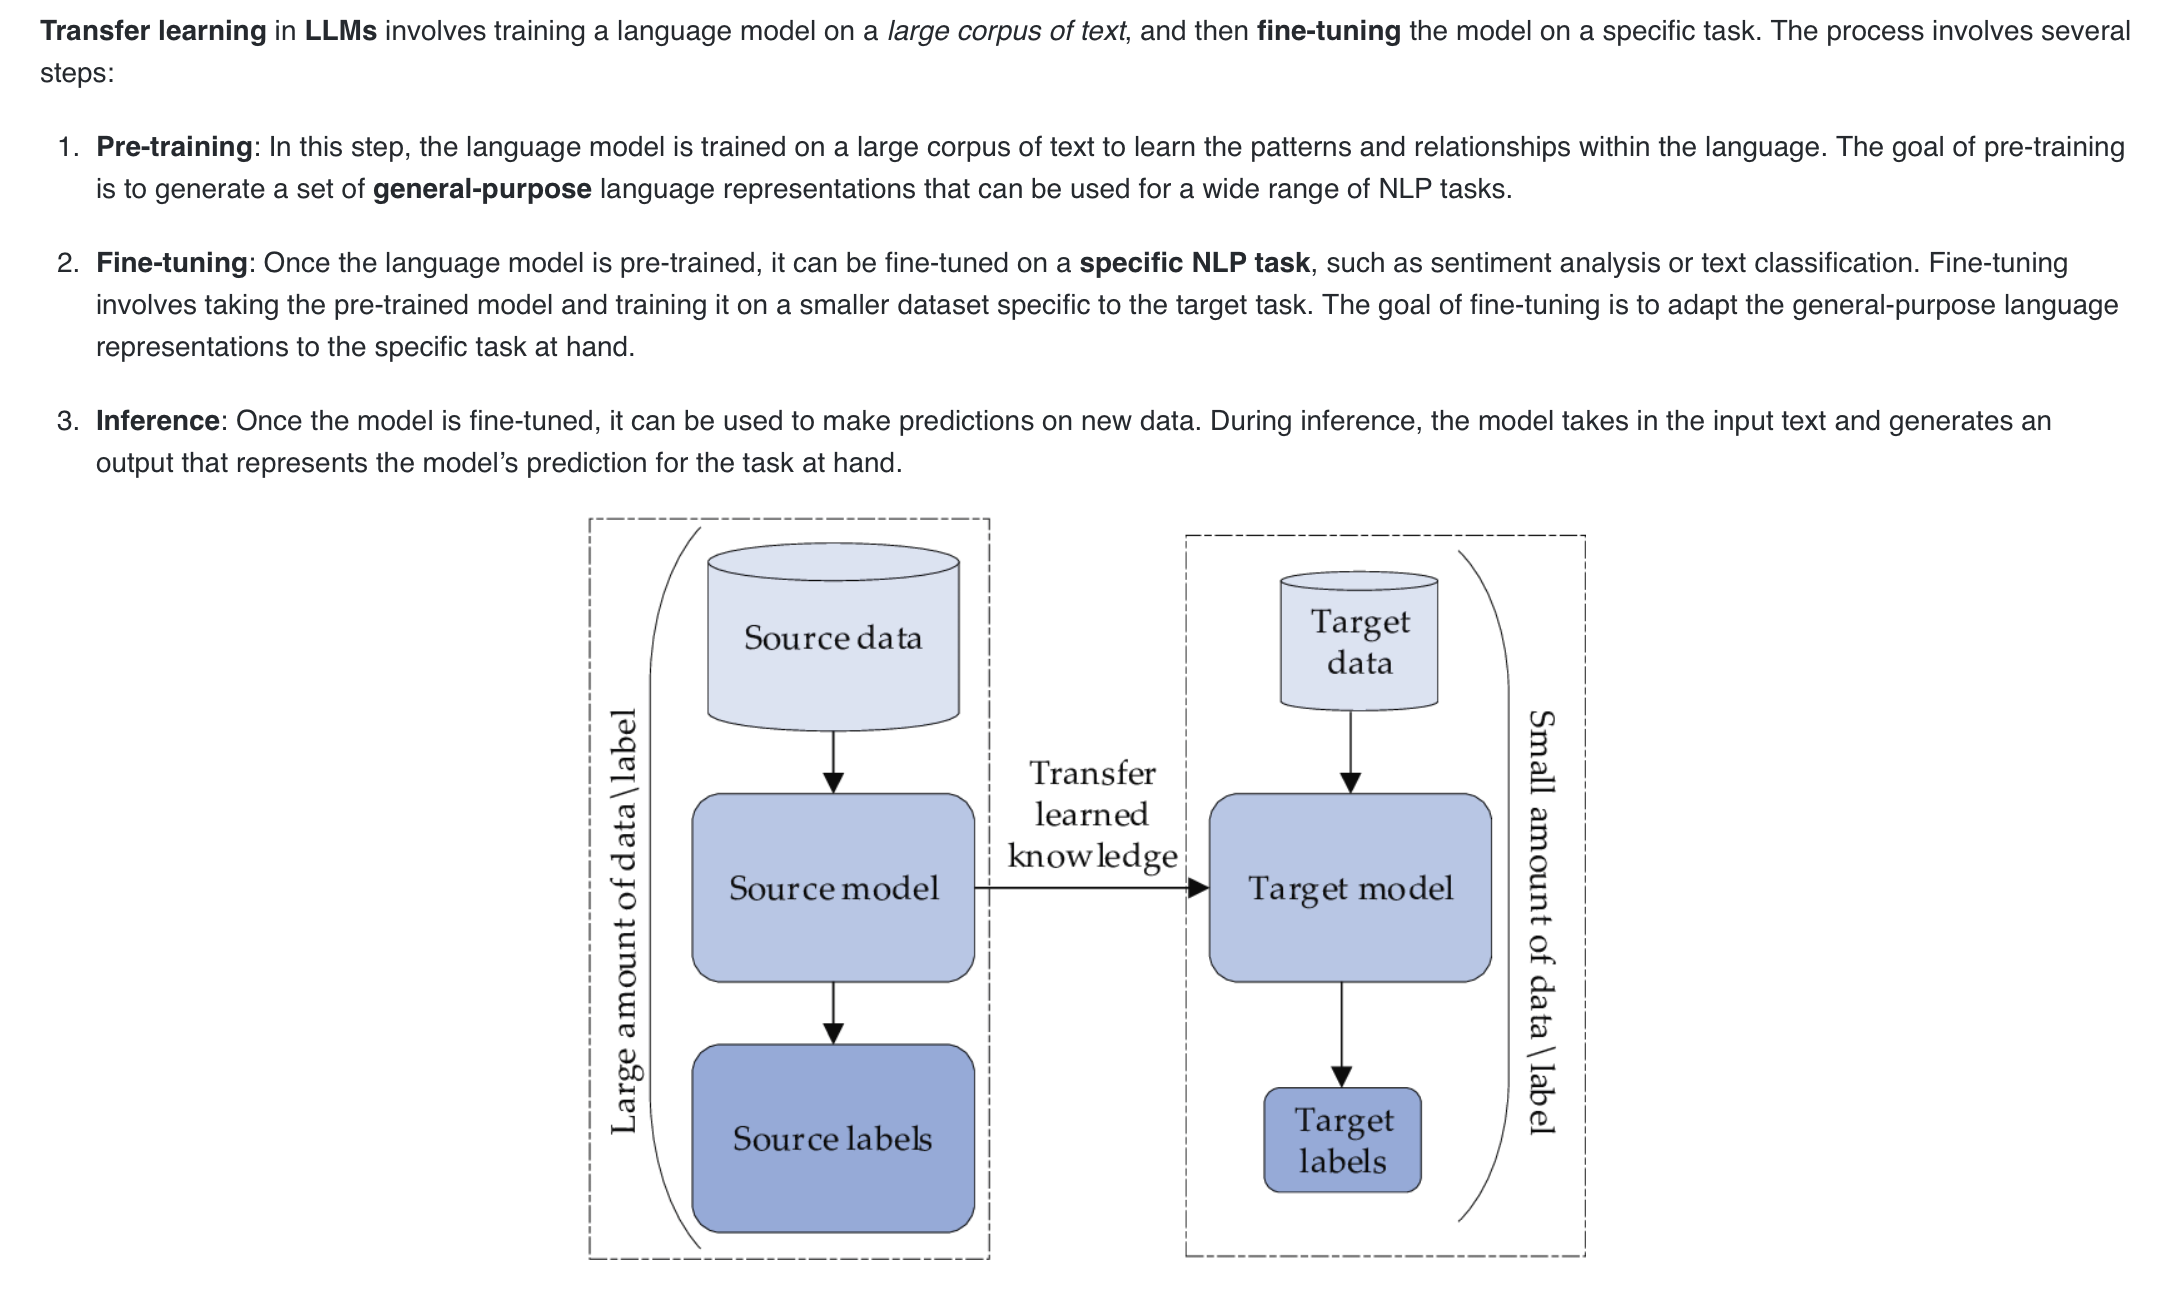 Transfer learning in LLMs involves training a language model on a large corpus of text, and then fine-tuning the model on a specific task. The process involves several
steps:
1. Pre-training: In this step, the language model is trained on a large corpus of text to learn the patterns and relationships within the language. The goal of pre-training
is to generate a set of general-purpose language representations that can be used for a wide range of NLP tasks.
2. Fine-tuning: Once the language model is pre-trained, it can be fine-tuned on a specific NLP task, such as sentiment analysis or text classification. Fine-tuning
involves taking the pre-trained model and training it on a smaller dataset specific to the target task. The goal of fine-tuning is to adapt the general-purpose language
representations to the specific task at hand.
3. Inference: Once the model is fine-tuned, it can be used to make predictions on new data. During inference, the model takes in the input text and generates an
output that represents the model’s prediction for the task at hand.
Large amount of data\label
Source data
Source model
Source labels
Transfer
learned
knowledge
Target
data
Target model
Target
labels
Small amount of data\label